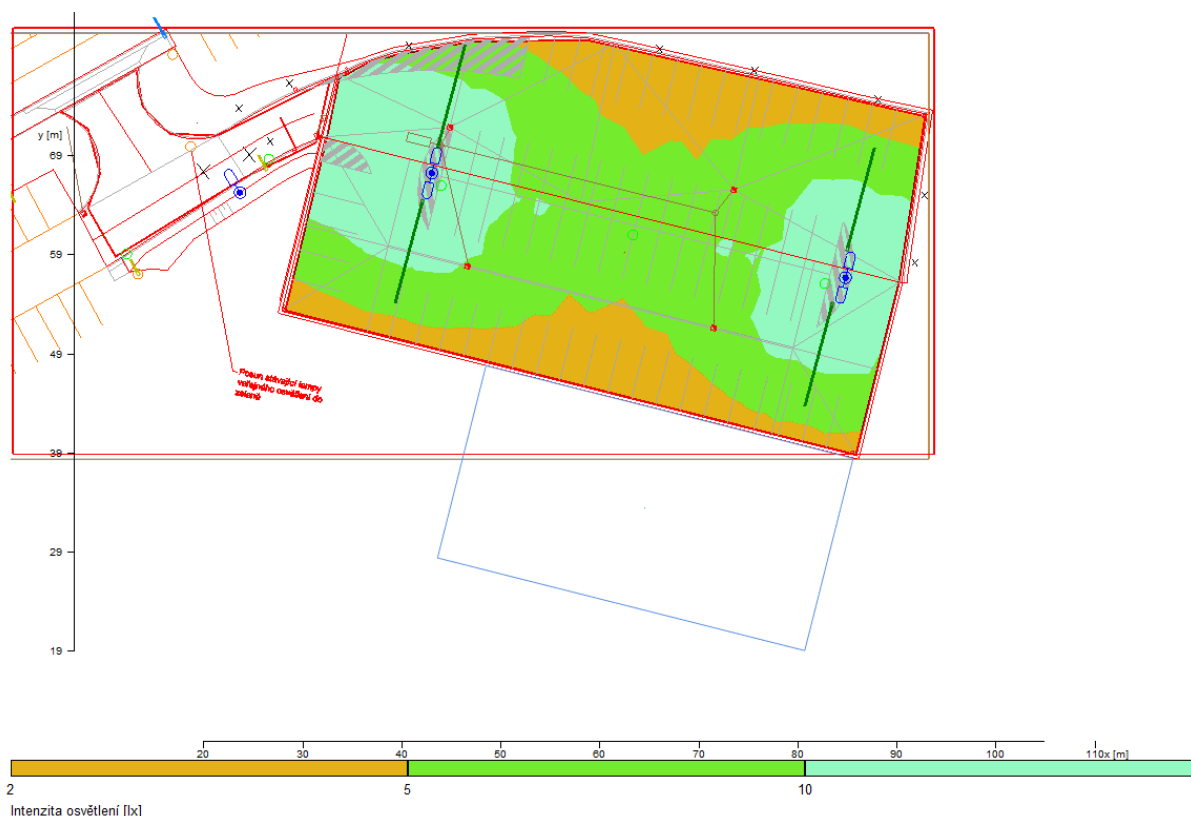 y [m]
69
59
49
39
29
19
Posun stávající lampy
veřejného osvětlení do
zeleně
20 30 40 50 60 70 80 90 100 110x [m]
2 5 10
Intenzita osvětlení [lx]